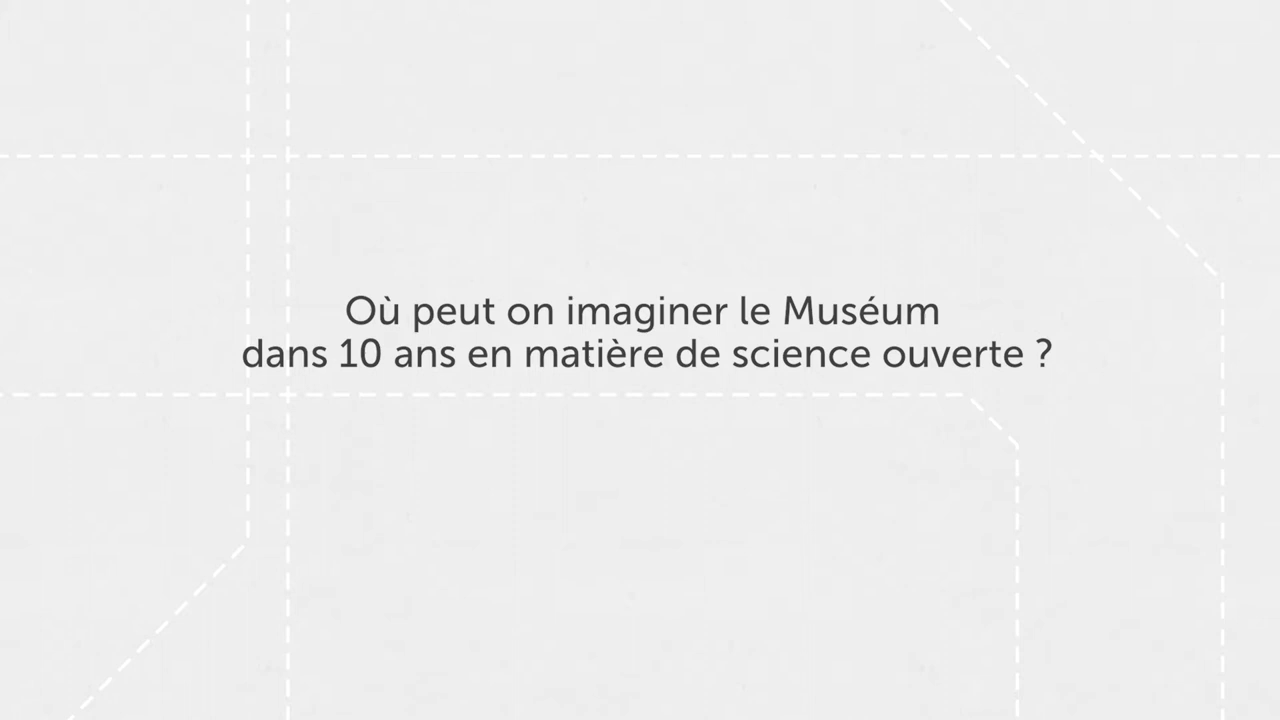 Où peut on imaginer le Muséum
dans 10 ans en matière de science ouverte ?